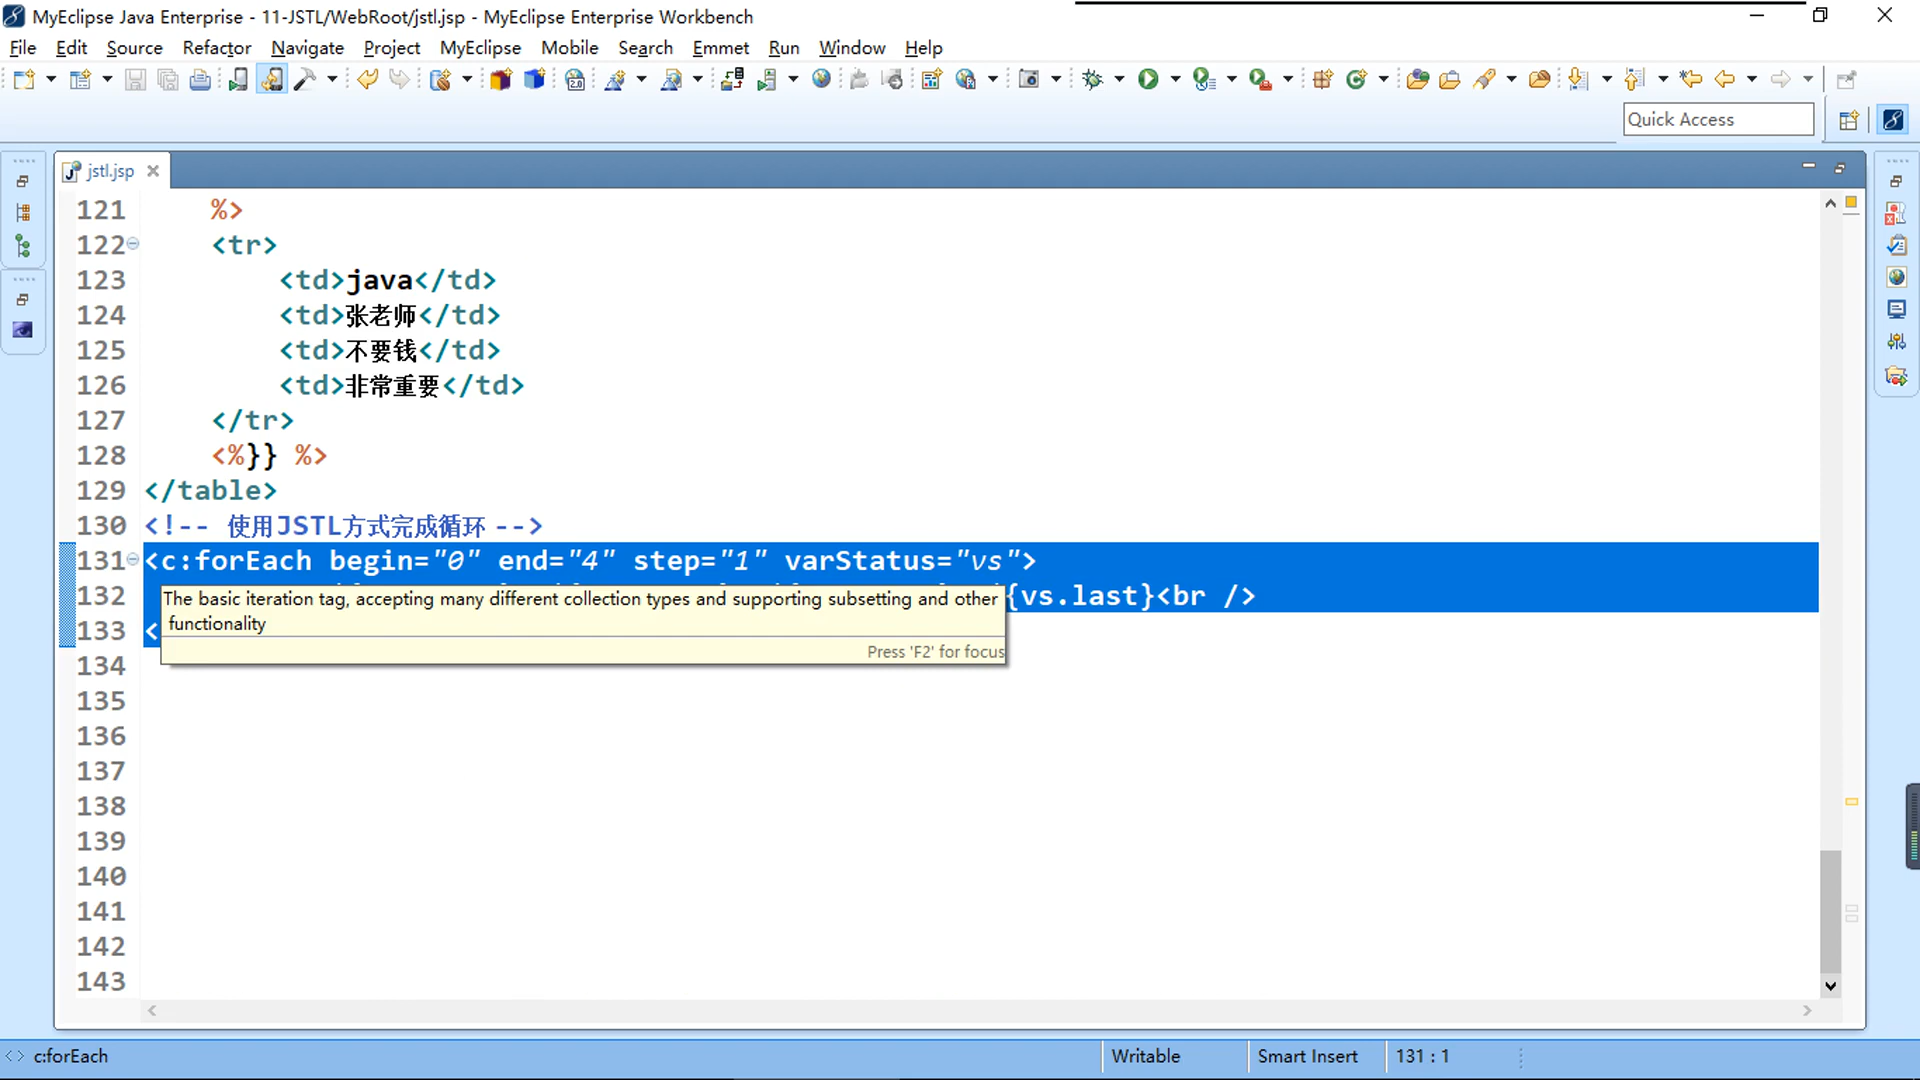 MyEclipse Java Enterprise - 11-JSTL/WebRoot/jstl.jsp - MyEclipse Enterprise Workbench
File Edit Source Refactor Navigate Project MyEclipse Mobile Search Emmet Run Window Help
Quick Access
jstl.jsp
121 %>
122 <tr>
123 <td>java</td>
124 <td>张老师</td>
125 <td>不要钱</td>
126 <td>非常重要</td>
127 </tr>
128 <%}} %>
129 </table>
130 <!-- 使用JSTL方式完成循环 -->
131 <c:forEach begin="0" end="4" step="1" varStatus="vs">
132 {vs.last}<br />
133 <
The basic iteration tag, accepting many different collection types and supporting subsetting and other
functionality
Press 'F2' for focus
134
135
136
137
138
139
140
141
142
143
c:forEach Writable Smart Insert 131 : 1